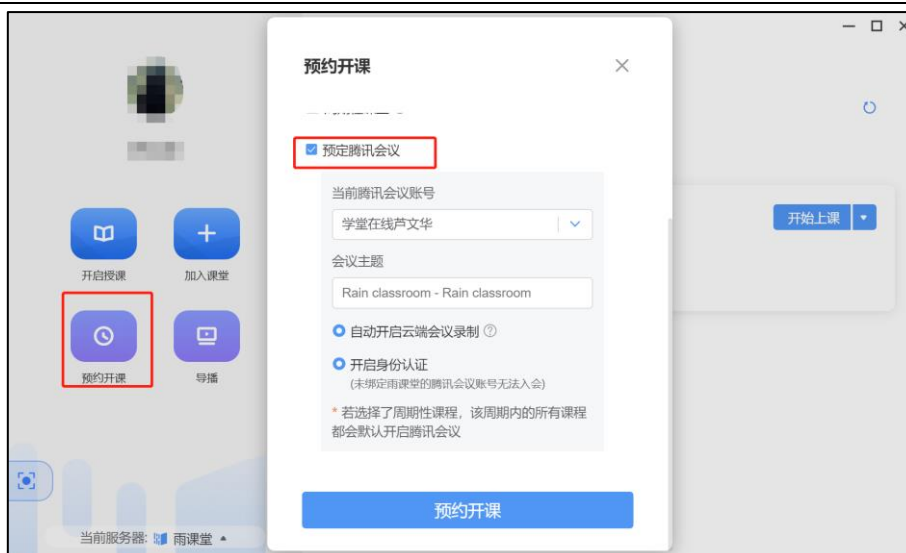 预约开课
预定腾讯会议
当前腾讯会议账号
学堂在线芦文华
会议主题
Rain classroom - Rain classroom
自动开启云端会议录制
开启身份认证
(未绑定雨课堂的腾讯会议账号无法入会)
* 若选择了周期性课程，该周期内的所有课程
都会默认开启腾讯会议
预约开课
开启授课
加入课堂
预约开课
导播
当前服务器: 雨课堂
开始上课